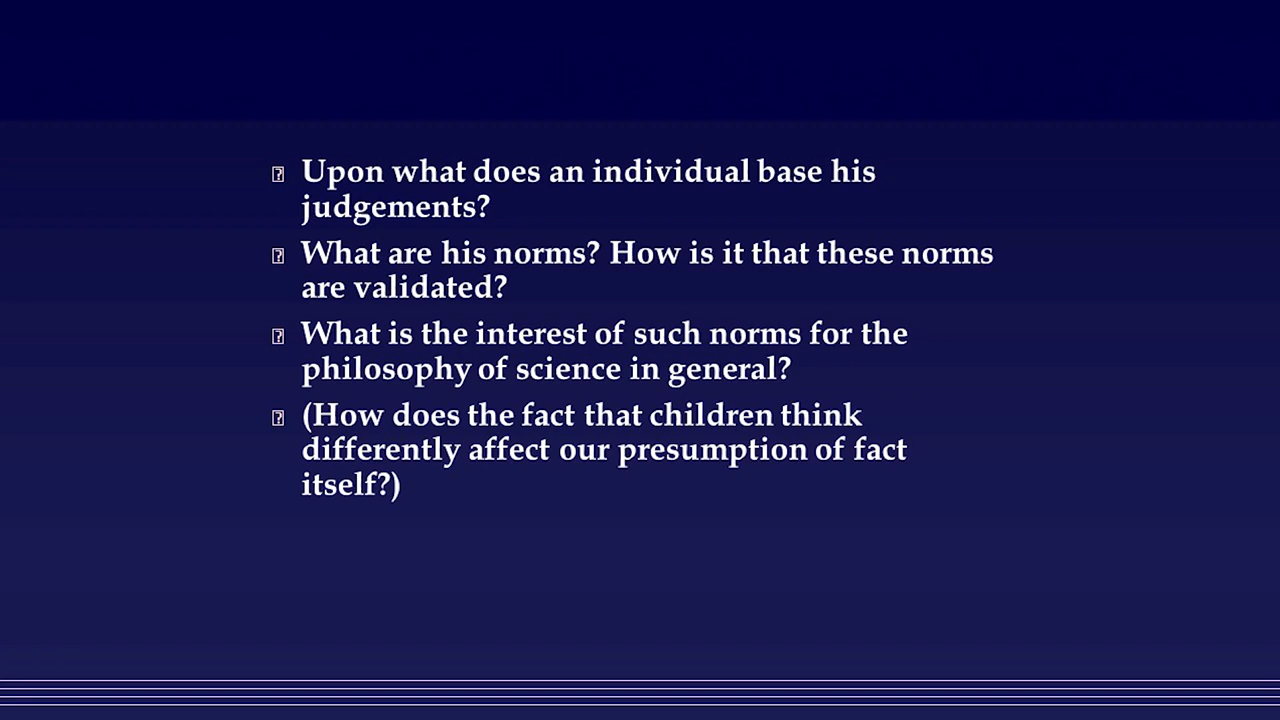 Upon what does an individual base his
judgements?
What are his norms? How is it that these norms
are validated?
What is the interest of such norms for the
philosophy of science in general?
(How does the fact that children think
differently affect our presumption of fact
itself?)